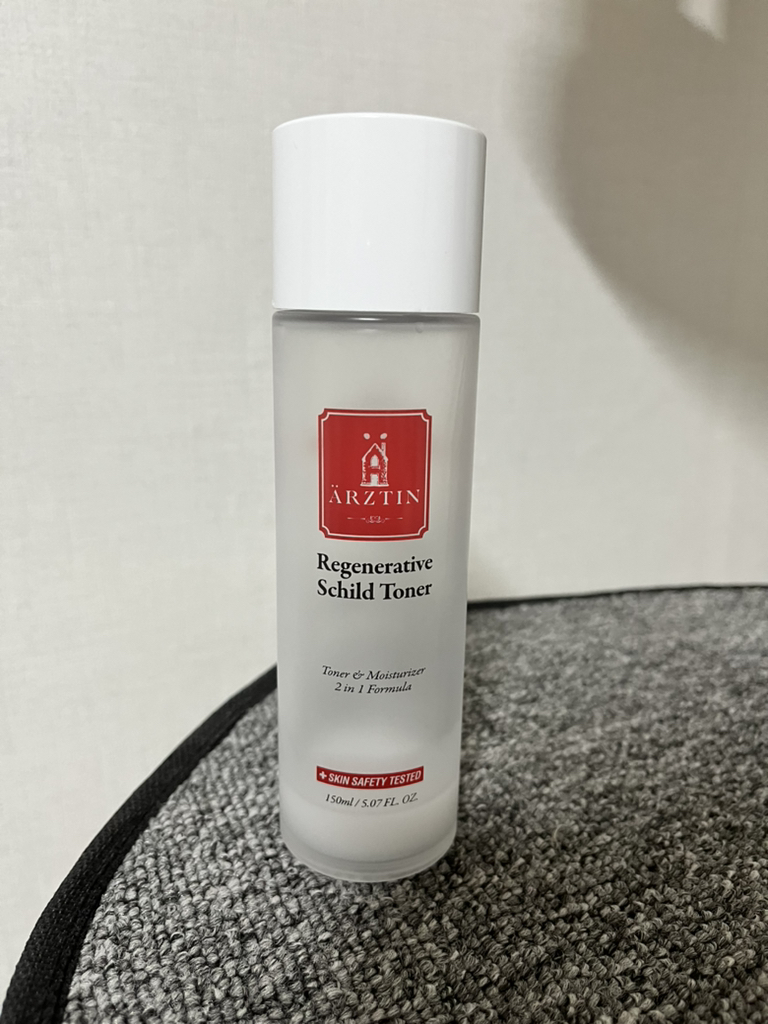 ÄRZTIN
Regenerative
Schild Toner
Toner & Moisturizer
2 in 1 Formula
+ SKIN SAFETY TESTED
150ml / 5.07 FL. OZ.